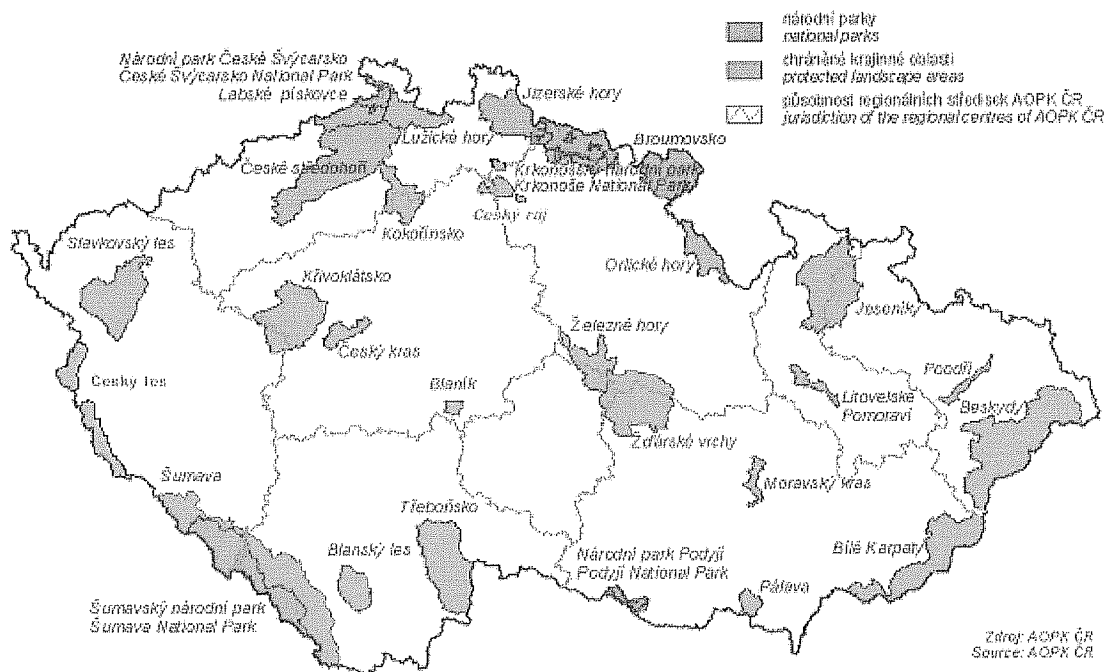 národní parky
national parks
chráněné krajinné oblasti
protected landscape areas
působnost regionálních středisek AOPK ČR
jurisdiction of the regional centres of AOPK ČR
Národní park České Švýcarsko
České Švýcarsko National Park
Labské pískovce
Jizerské hory
Lužické hory
Broumovsko
České středohoří
Krkonošský národní park
Krkonoše National Park
Český ráj
Kokořínsko
Slavkovský les
Orlické hory
Křivoklátsko
Jeseníky
Železné hory
Český kras
Český les
Blaník
Poodří
Litovelské
Pomoraví
Beskydy
Žďárské vrchy
Šumava
Moravský kras
Třeboňsko
Blanský les
Národní park Podyjí
Podyjí National Park
Bílé Karpaty
Pálava
Šumavský národní park
Šumava National Park
Zdroj: AOPK ČR
Source: AOPK ČR